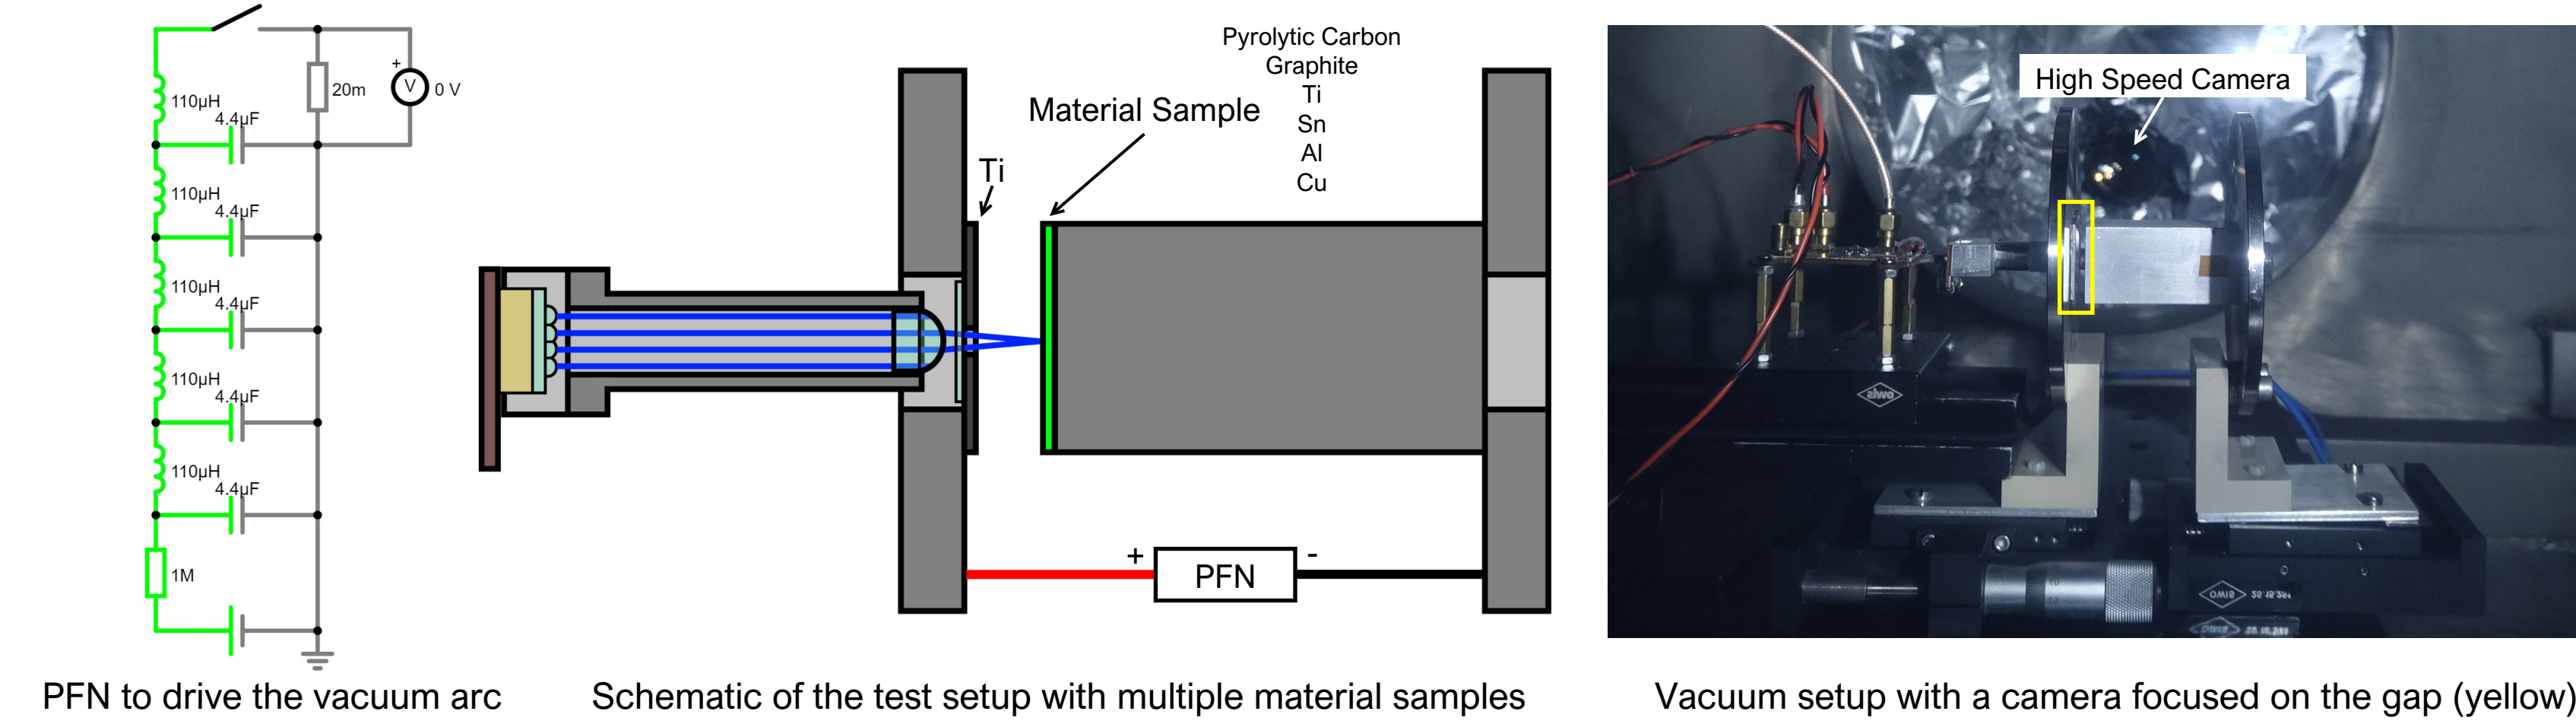 110µH
4.4µF
20m
+
V
0 V
110µH
4.4µF
110µH
4.4µF
110µH
4.4µF
110µH
4.4µF
1M
PFN to drive the vacuum arc
Pyrolytic Carbon
Graphite
Ti
Sn
Al
Cu
Material Sample
Ti
+
PFN
-
Schematic of the test setup with multiple material samples
High Speed Camera
owis
OWIS
Vacuum setup with a camera focused on the gap (yellow)